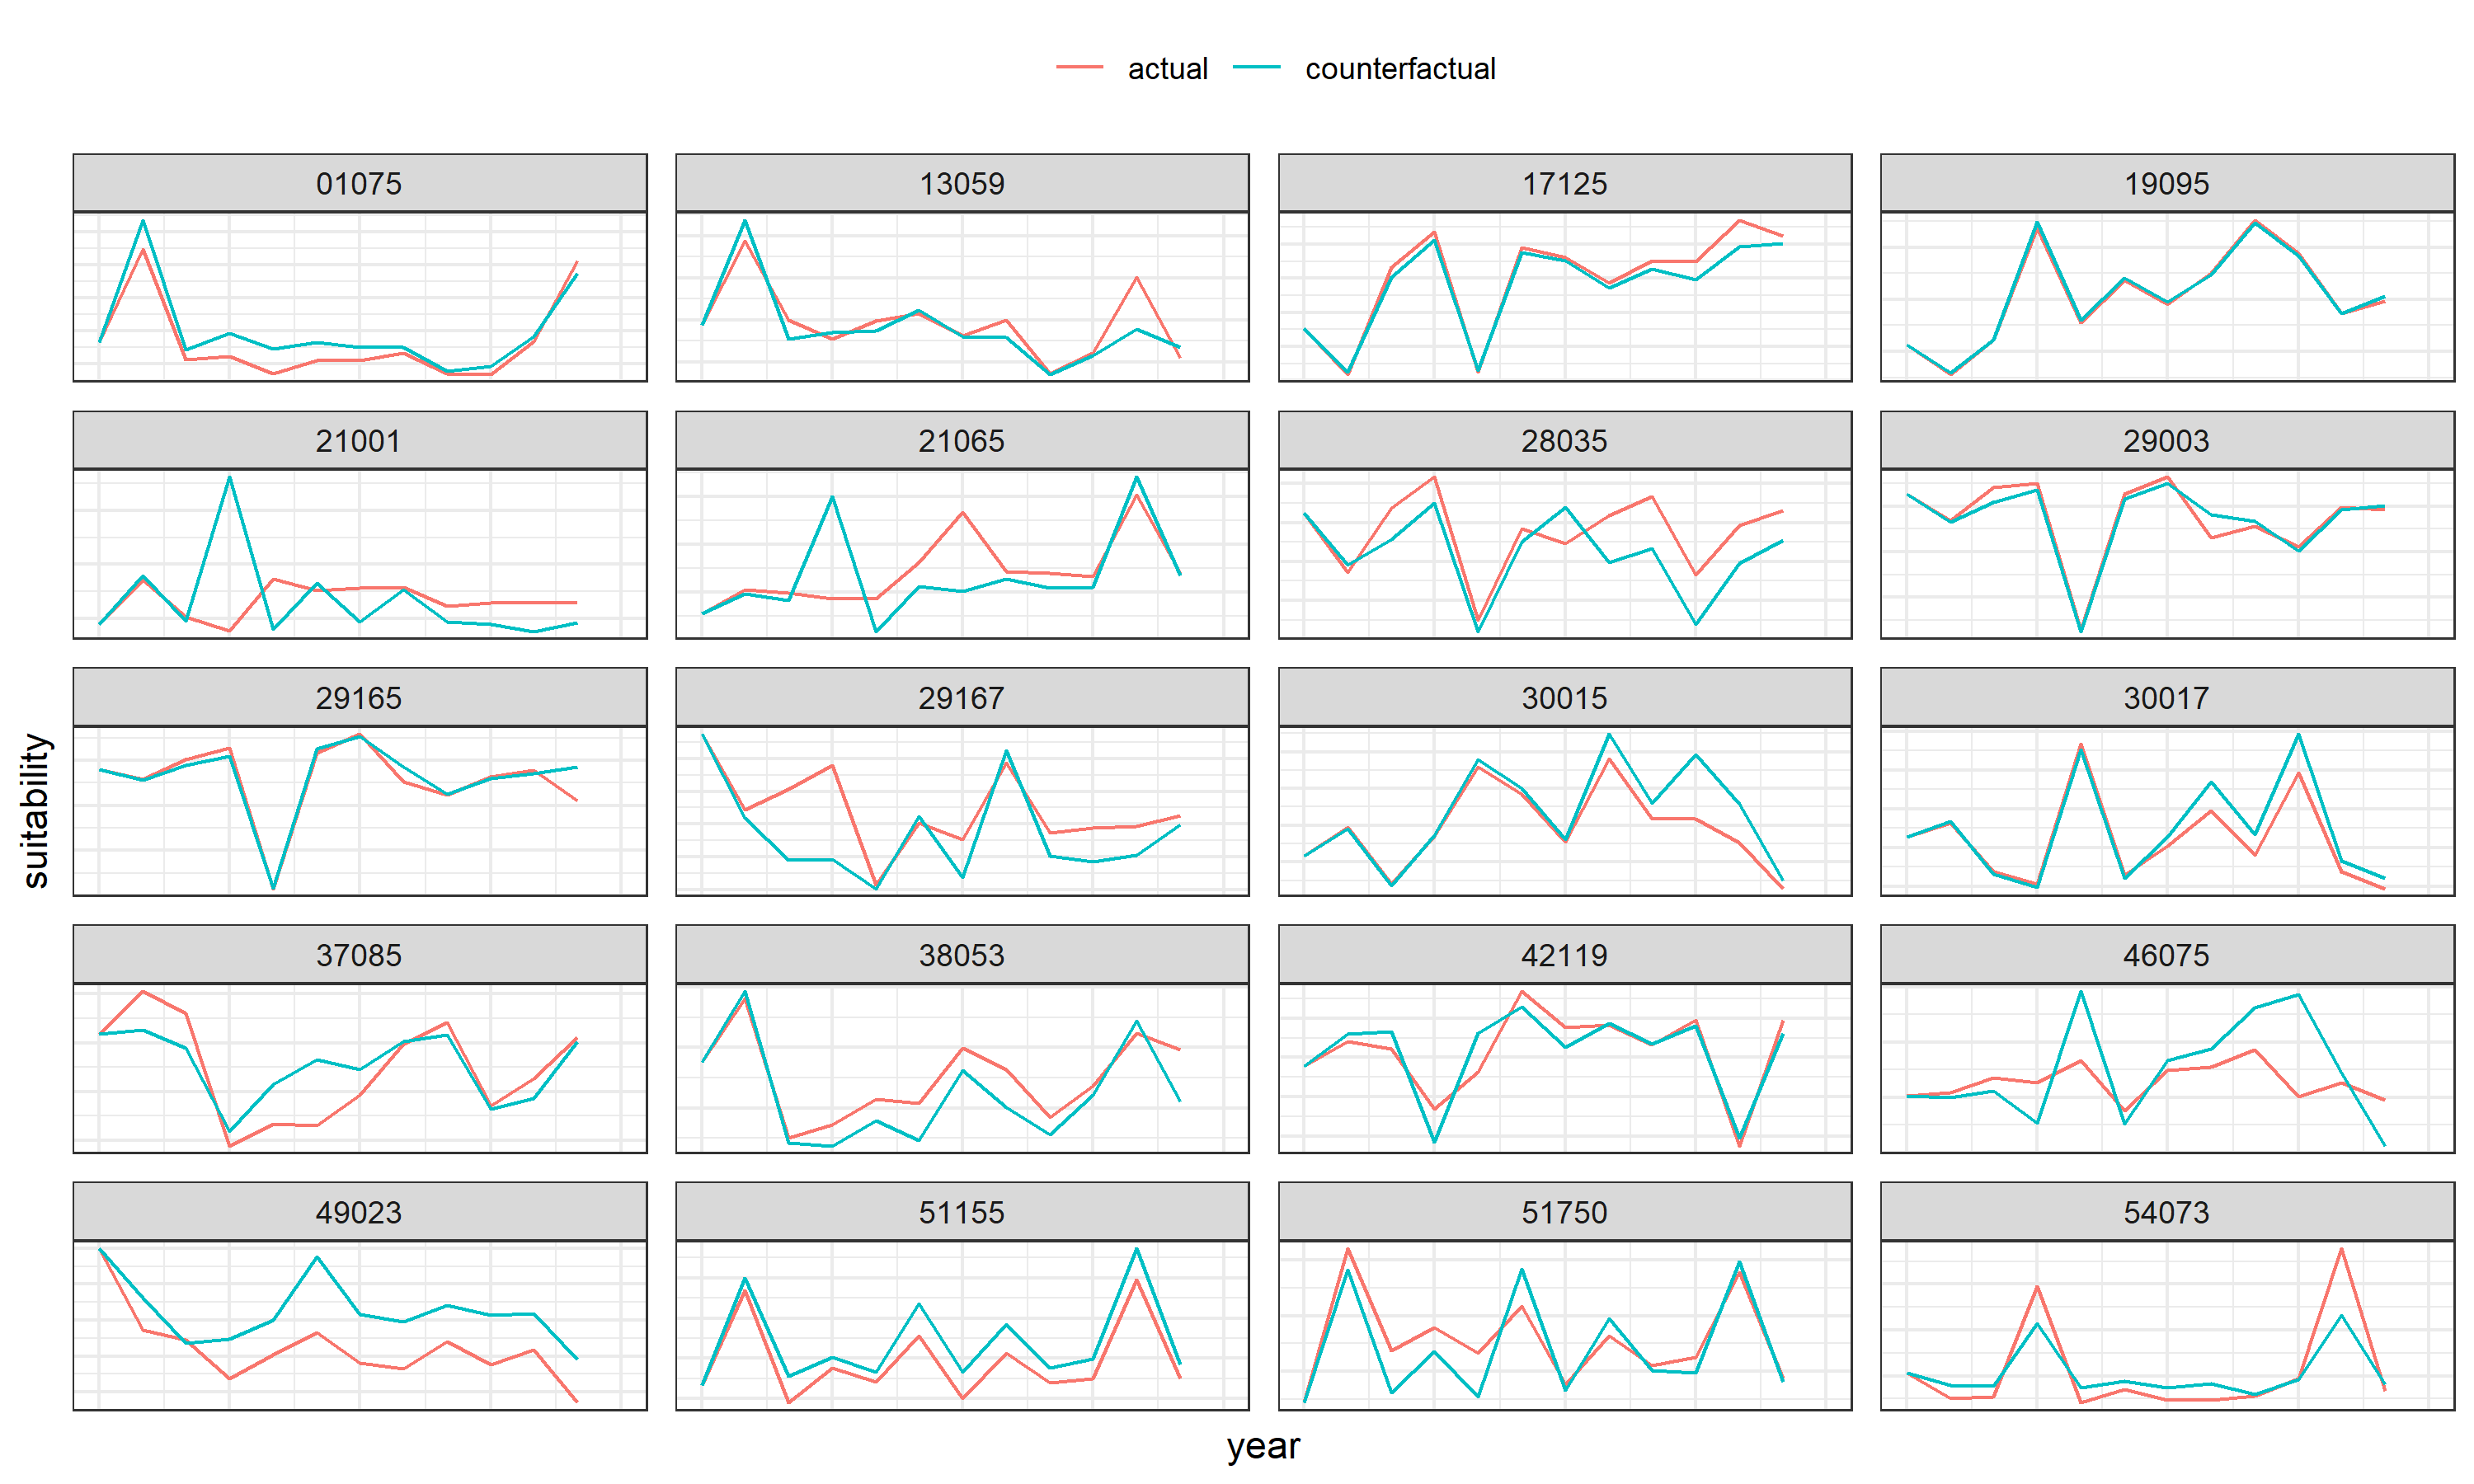 actual counterfactual
01075 13059 17125 19095
21001 21065 28035 29003
29165 29167 30015 30017
37085 38053 42119 46075
49023 51155 51750 54073
suitability
year